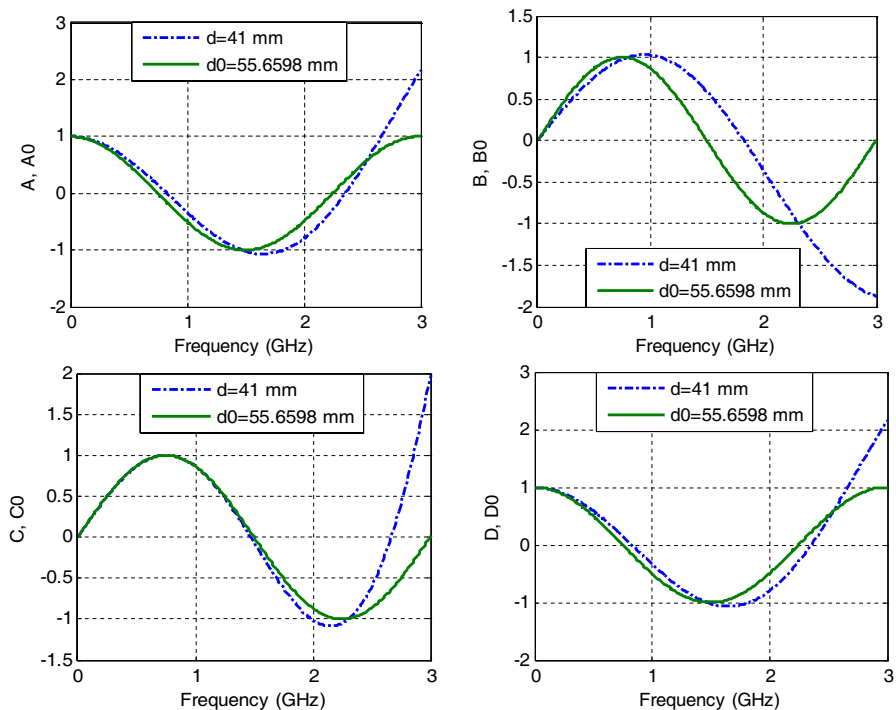 3
2
1
0
-1
-2
A, A0
d=41 mm
d0=55.6598 mm
0
1
2
3
Frequency (GHz)
1.5
1
0.5
0
-0.5
-1
-1.5
-2
B, B0
d=41 mm
d0=55.6598 mm
0
1
2
3
Frequency (GHz)
2
1.5
1
0.5
0
-0.5
-1
-1.5
C, C0
d=41 mm
d0=55.6598 mm
0
1
2
3
Frequency (GHz)
3
2
1
0
-1
-2
D, D0
d=41 mm
d0=55.6598 mm
0
1
2
3
Frequency (GHz)